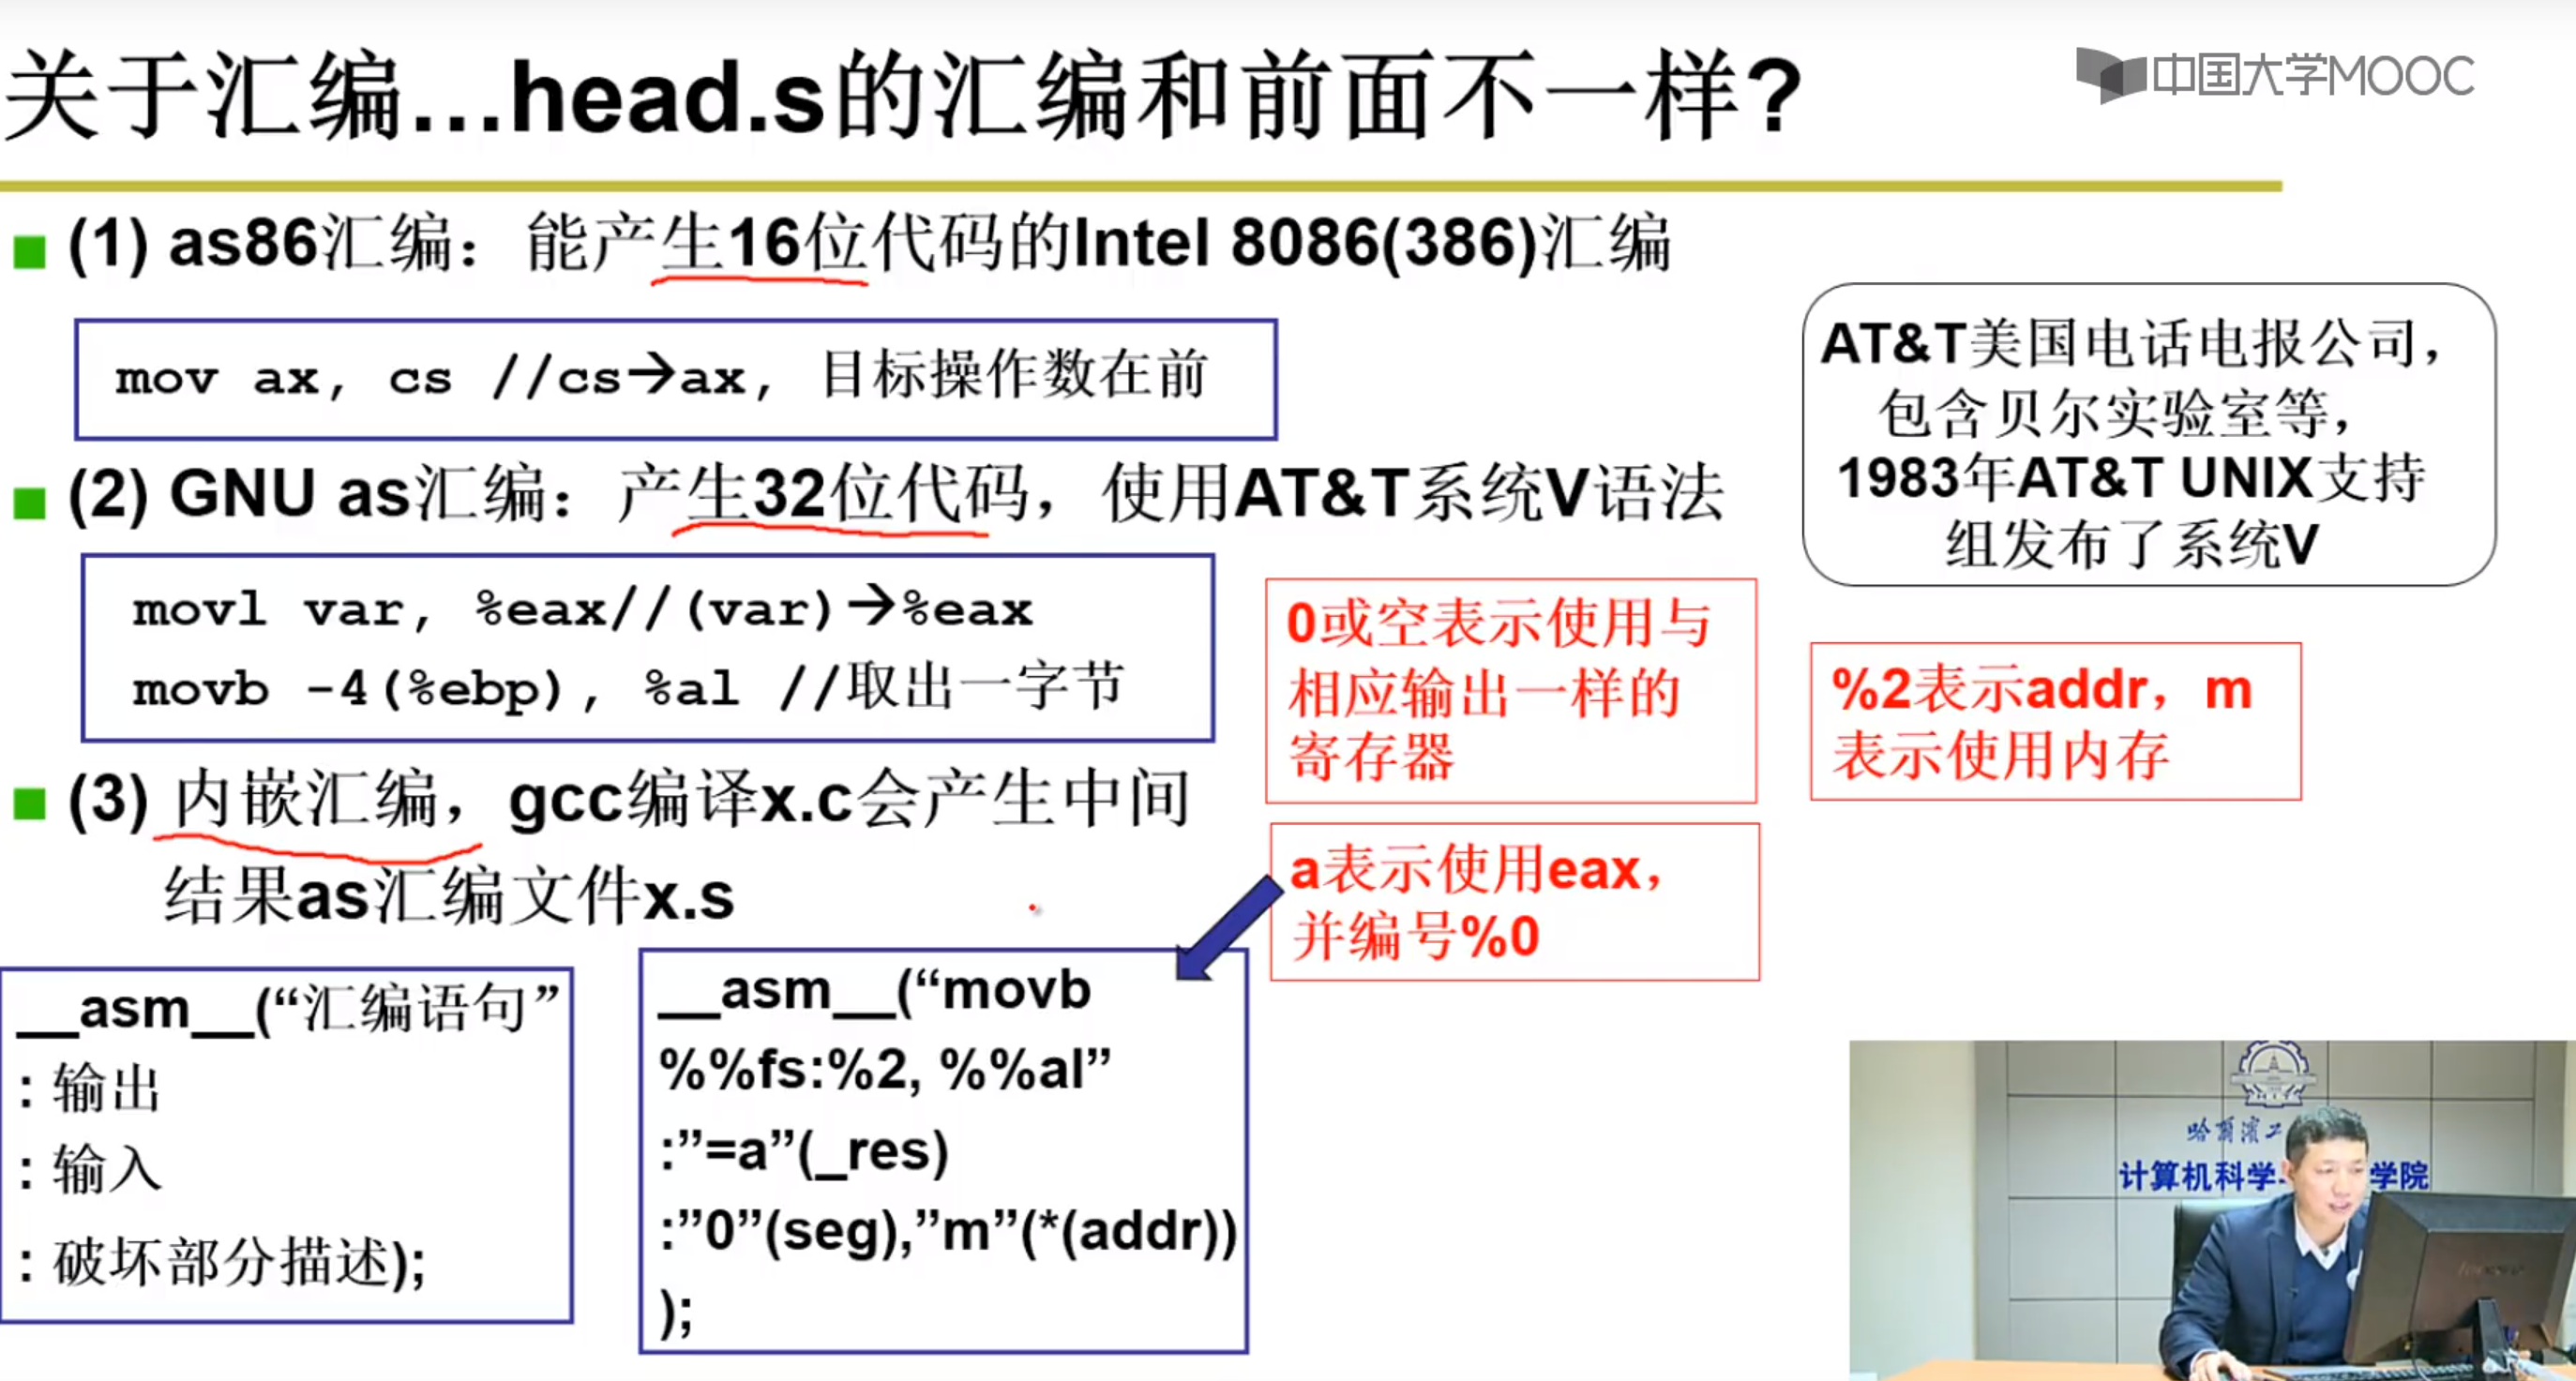 关于汇编…head.s的汇编和前面不一样?
中国大学MOOC
(1) as86汇编：能产生16位代码的Intel 8086(386)汇编
mov ax, cs //cs→ax, 目标操作数在前
AT&T美国电话电报公司，
包含贝尔实验室等，
1983年AT&T UNIX支持
组发布了系统V
(2) GNU as汇编：产生32位代码，使用AT&T系统V语法
movl var, %eax//(var)→%eax
movb -4(%ebp), %al //取出一字节
0或空表示使用与
相应输出一样的
寄存器
%2表示addr，m
表示使用内存
(3) 内嵌汇编，gcc编译x.c会产生中间
结果as汇编文件x.s
a表示使用eax，
并编号%0
__asm__(“汇编语句”
: 输出
: 输入
: 破坏部分描述);
__asm__(“movb
%%fs:%2, %%al”
:”=a”(_res)
:”0”(seg),”m”(*(addr))
);
哈尔滨工
计算机科学
学院